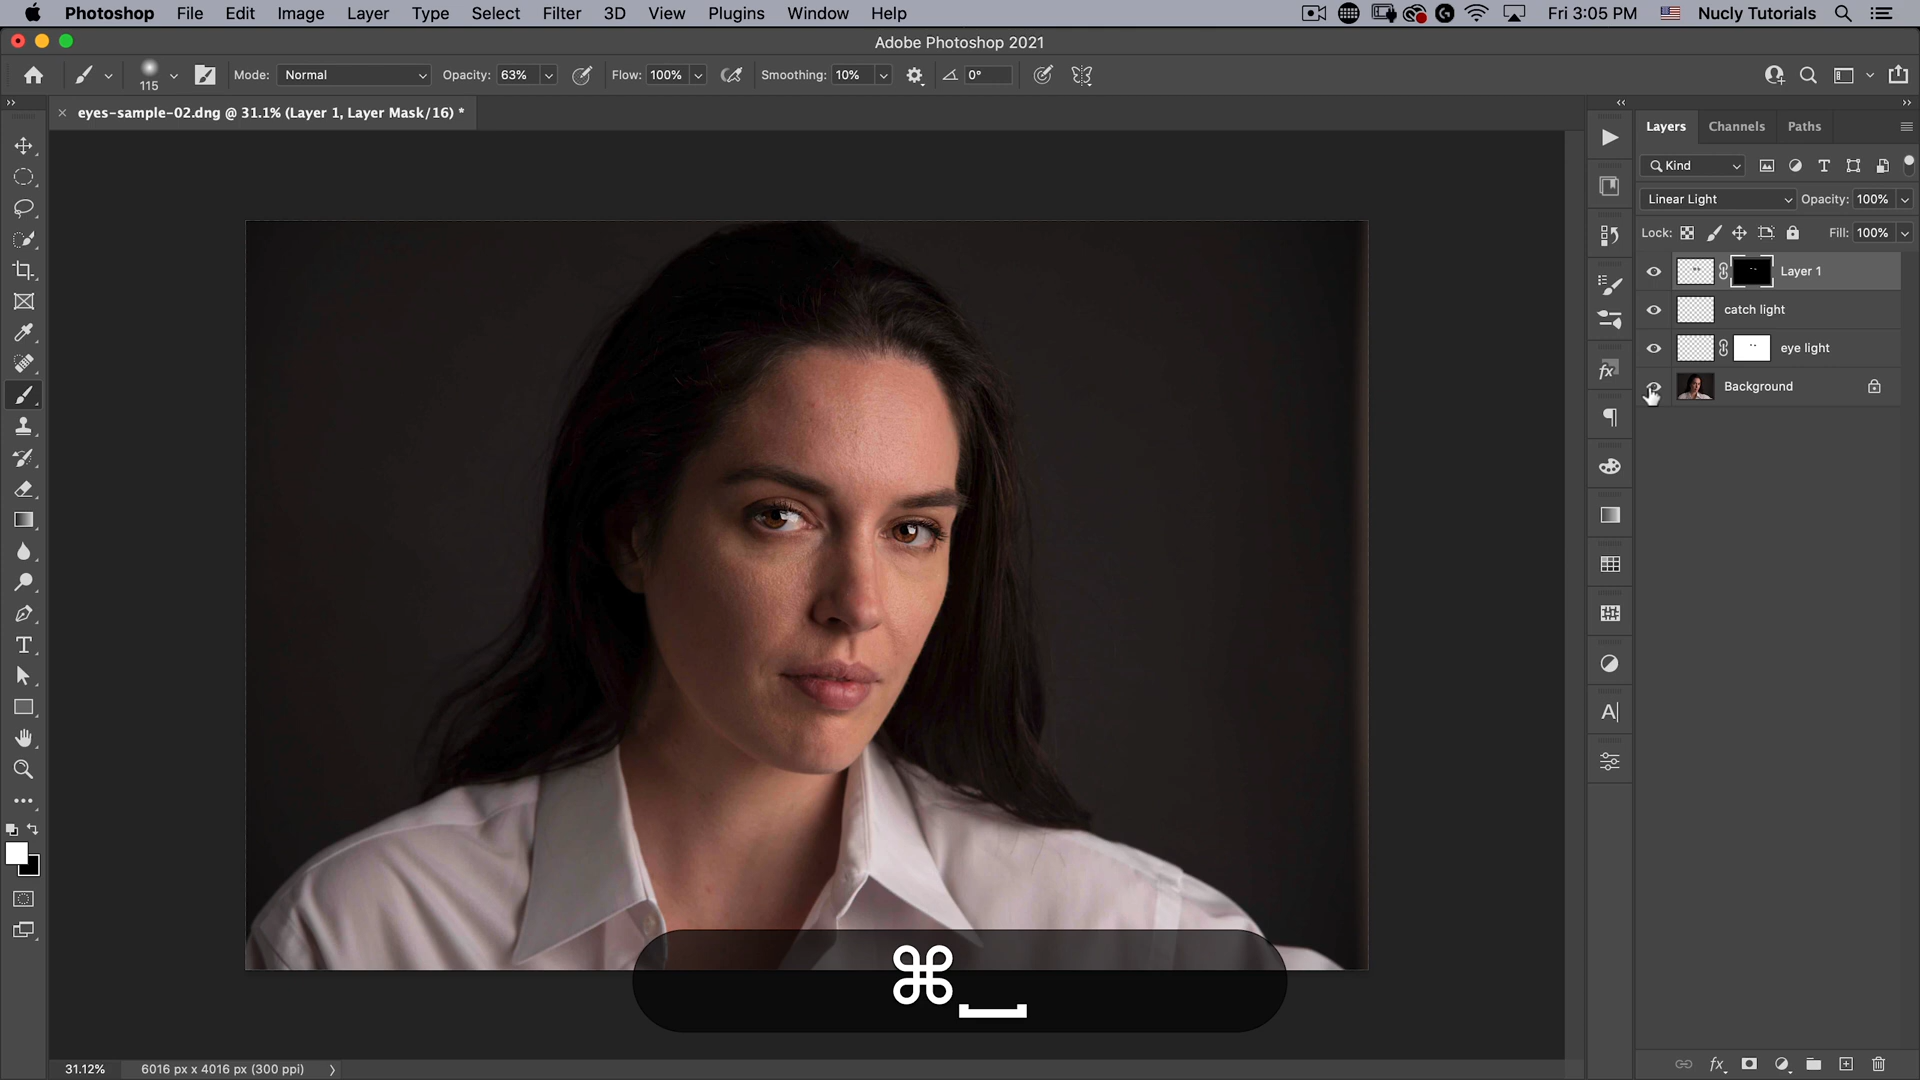 Photoshop File Edit Image Layer Type Select Filter 3D View Plugins Window Help Fri 3:05 PM Nucly Tutorials
Adobe Photoshop 2021
115 Mode: Normal Opacity: 63% Flow: 100% Smoothing: 10% 0°
eyes-sample-02.dng @ 31.1% (Layer 1, Layer Mask/16) *
Layers Channels Paths
Kind
Linear Light Opacity: 100%
Lock: Fill: 100%
Layer 1
catch light
eye light
Background
31.12% 6016 px x 4016 px (300 ppi)